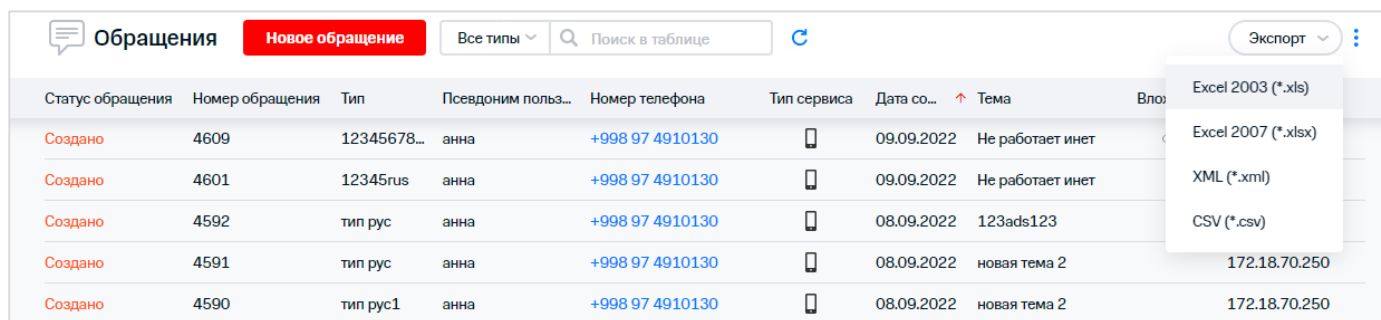 Обращения Новое обращение Все типы Поиск в таблице Экспорт
Статус обращения Номер обращения Тип Псевдоним польз... Номер телефона Тип сервиса Дата со... Тема Влож
Excel 2003 (*.xls)
Excel 2007 (*.xlsx)
XML (*.xml)
CSV (*.csv)
Создано 4609 12345678... анна +998 97 4910130 09.09.2022 Не работает инет
Создано 4601 12345rus анна +998 97 4910130 09.09.2022 Не работает инет
Создано 4592 тип рус анна +998 97 4910130 08.09.2022 123ads123
Создано 4591 тип рус анна +998 97 4910130 08.09.2022 новая тема 2 172.18.70.250
Создано 4590 тип рус1 анна +998 97 4910130 08.09.2022 новая тема 2 172.18.70.250